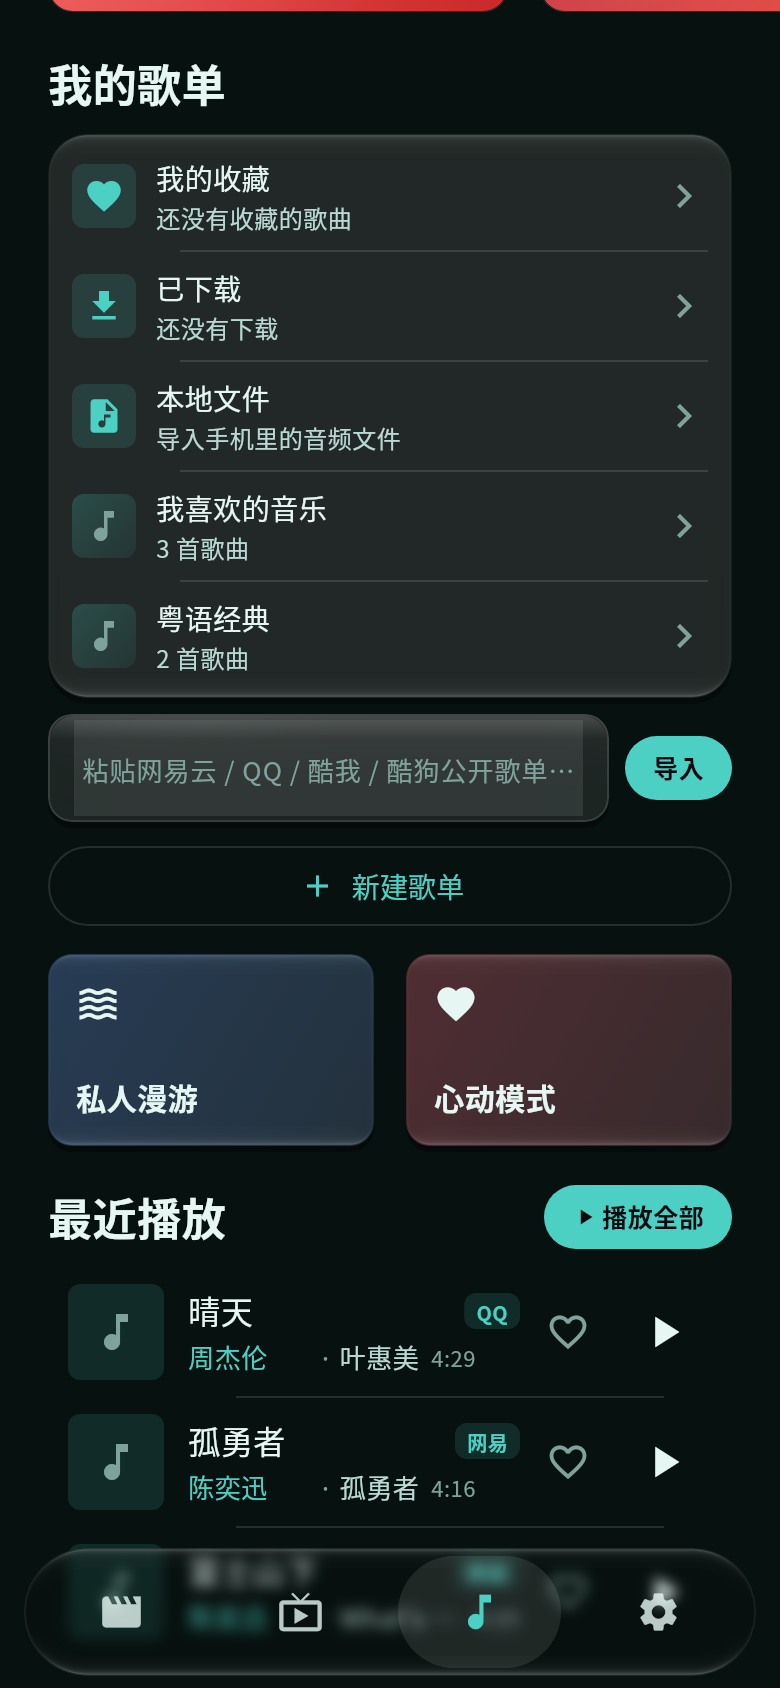 我的歌单
我的收藏
还没有收藏的歌曲
已下载
还没有下载
本地文件
导入手机里的音频文件
我喜欢的音乐
3 首歌曲
粤语经典
2 首歌曲
粘贴网易云 / QQ / 酷我 / 酷狗公开歌单…
导入
新建歌单
私人漫游
心动模式
最近播放
播放全部
晴天
QQ
周杰伦 · 叶惠美 4:29
孤勇者
网易
陈奕迅 · 孤勇者 4:16